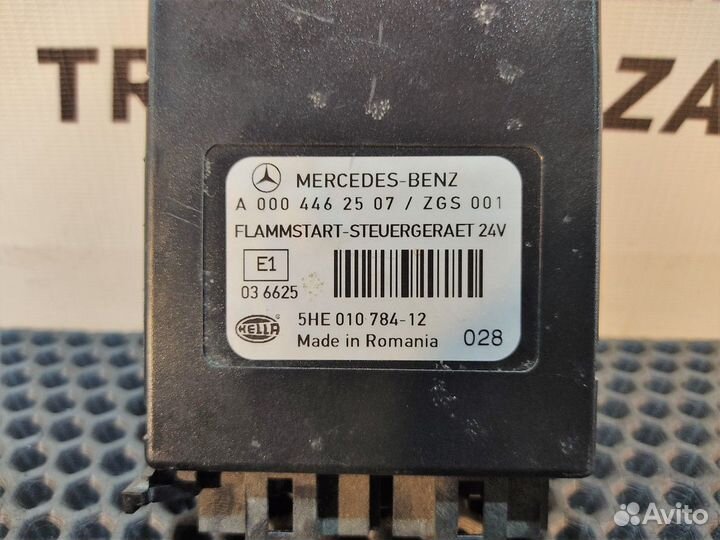 TR
ZA
MERCEDES-BENZ
A 000 446 25 07 / ZGS 001
FLAMMSTART-STEUERGERAET 24V
E1
03 6625
HELLA
5HE 010 784-12
Made in Romania
028
Avito